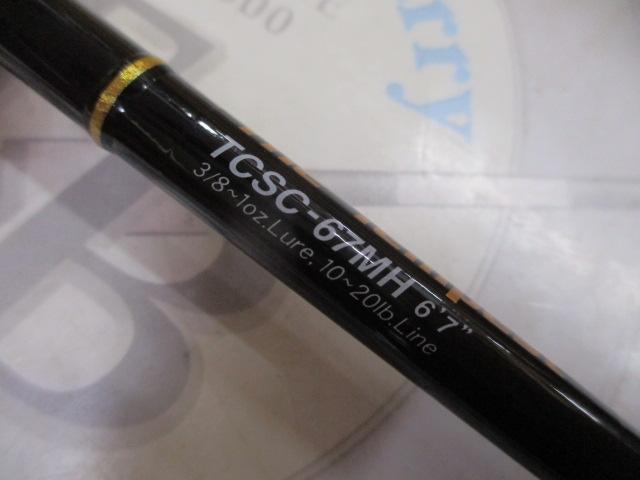 TCSC-67MH 6'7"
3/8~1oz.Lure, 10~20lb.Line